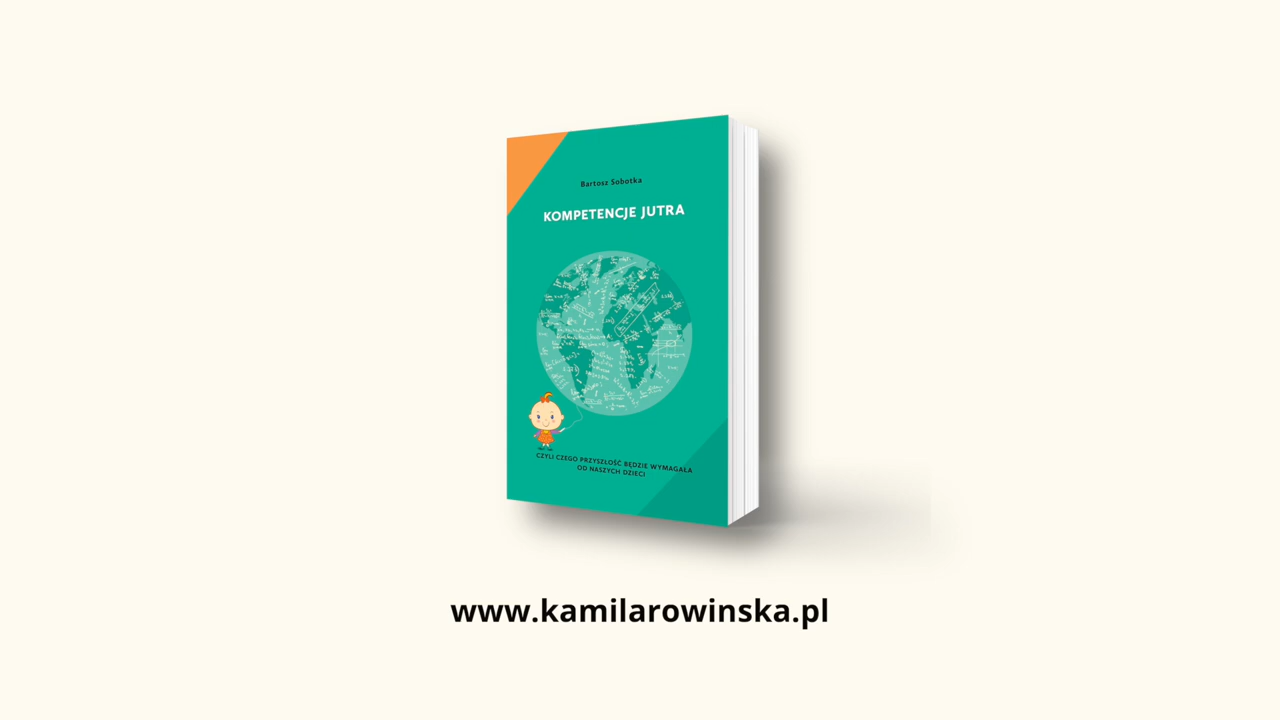 Bartosz Sobotka
KOMPETENCJE JUTRA
CZYLI CZEGO PRZYSZŁOŚĆ BĘDZIE WYMAGAŁA
OD NASZYCH DZIECI
www.kamilarowinska.pl